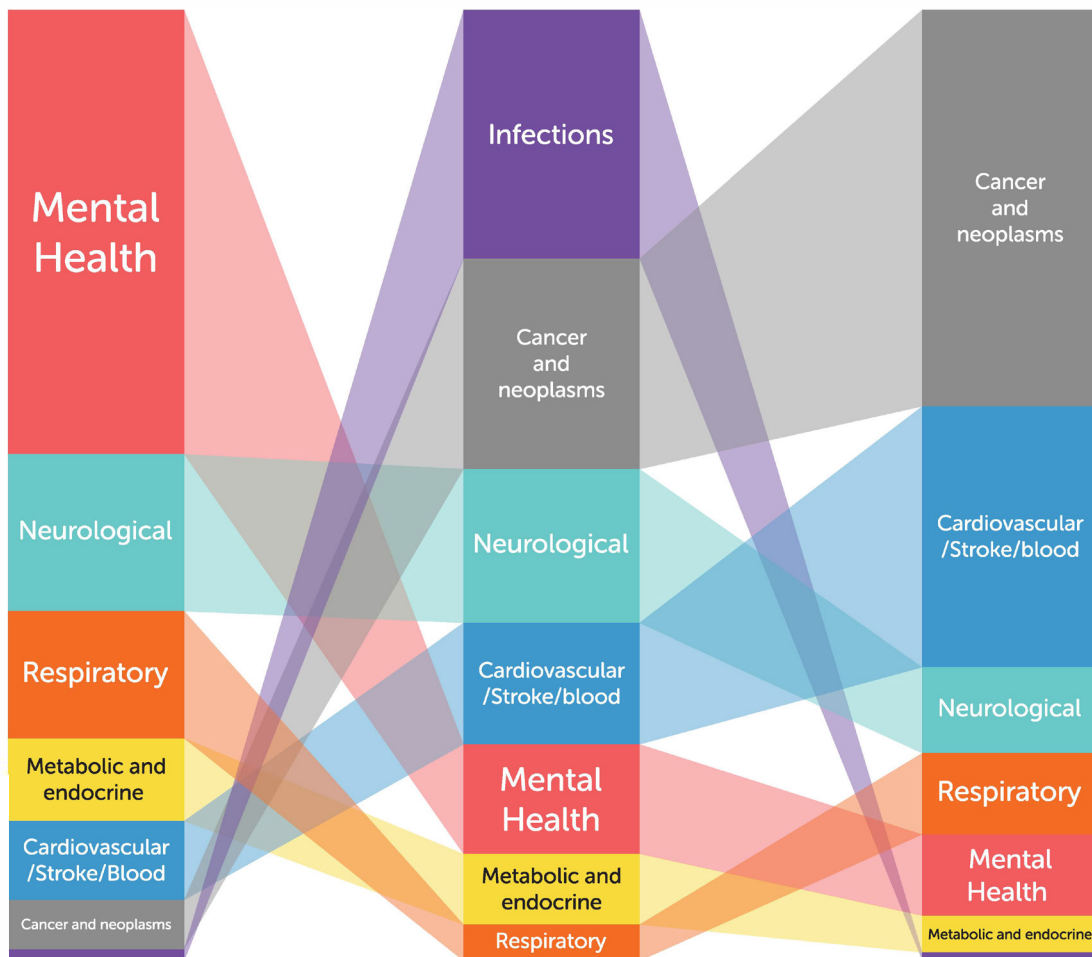 Mental
Health
Neurological
Respiratory
Metabolic and
endocrine
Cardiovascular
/Stroke/Blood
Cancer and neoplasms
Infections
Cancer
and
neoplasms
Neurological
Cardiovascular
/Stroke/blood
Mental
Health
Metabolic and
endocrine
Respiratory
Cancer
and
neoplasms
Cardiovascular
/Stroke/blood
Neurological
Respiratory
Mental
Health
Metabolic and endocrine